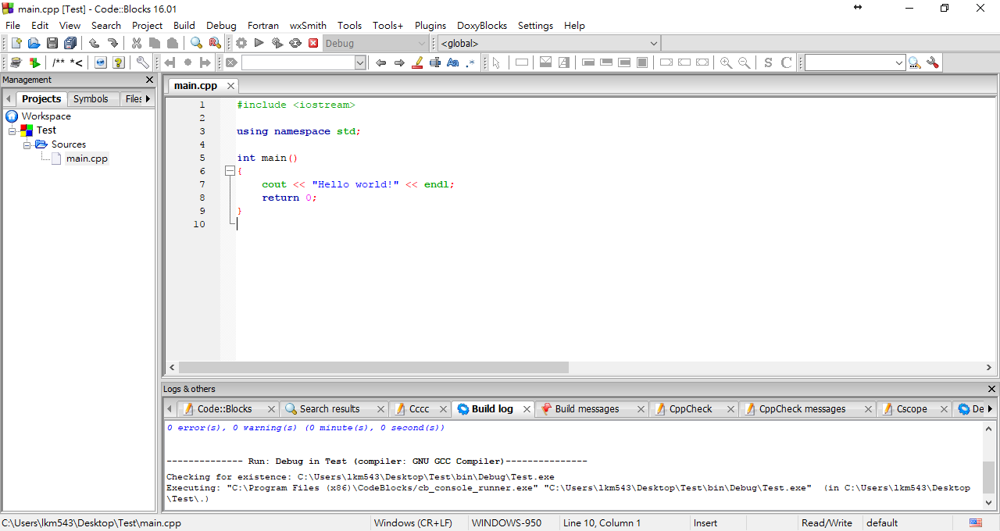 main.cpp [Test] - Code::Blocks 16.01
File Edit View Search Project Build Debug Fortran wxSmith Tools Tools+ Plugins DoxyBlocks Settings Help
Debug <global>
/** *< Aa .* S C
Management
Projects Symbols Files
Workspace
Test
Sources
main.cpp
main.cpp
1 #include <iostream>
2
3 using namespace std;
4
5 int main()
6 {
7 cout << "Hello world!" << endl;
8 return 0;
9 }
10
Logs & others
Code::Blocks Search results Cccc Build log Build messages CppCheck CppCheck messages Cscope De
0 error(s), 0 warning(s) (0 minute(s), 0 second(s))
-------------- Run: Debug in Test (compiler: GNU GCC Compiler)---------------
Checking for existence: C:\Users\lkm543\Desktop\Test\bin\Debug\Test.exe
Executing: "C:\Program Files (x86)\CodeBlocks/cb_console_runner.exe" "C:\Users\lkm543\Desktop\Test\bin\Debug\Test.exe" (in C:\Users\lkm543\Desktop
\Test\.)
C:\Users\lkm543\Desktop\Test\main.cpp Windows (CR+LF) WINDOWS-950 Line 10, Column 1 Insert Read/Write default